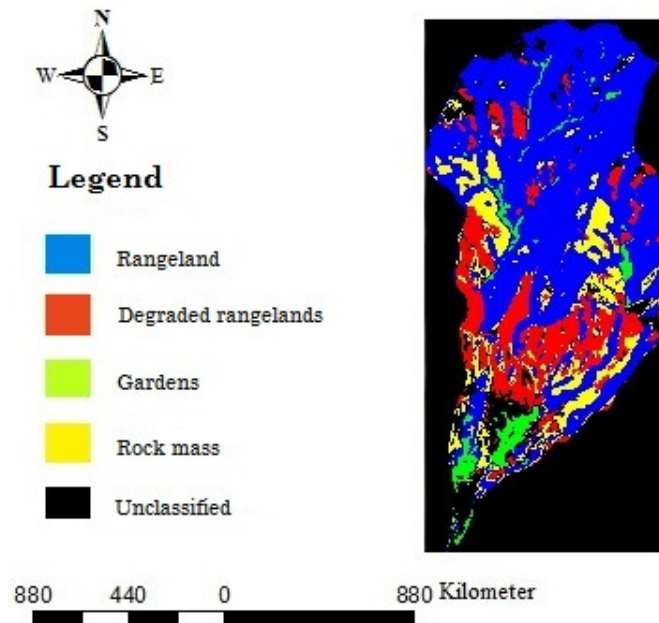 N
W E
S
Legend
Rangeland
Degraded rangelands
Gardens
Rock mass
Unclassified
880 440 0 880 Kilometer